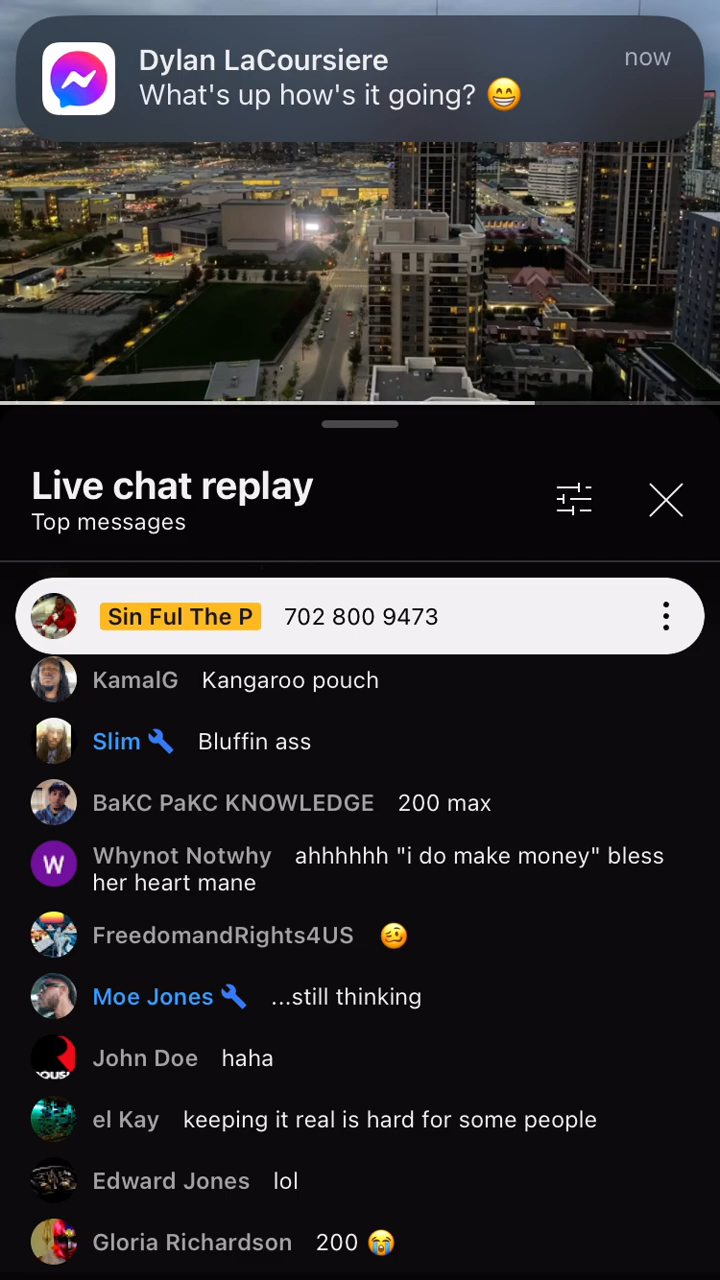 Dylan LaCoursiere now
What's up how's it going? 😁
Live chat replay
Top messages
Sin Ful The P 702 800 9473
KamalG Kangaroo pouch
Slim Bluffin ass
BaKC PaKC KNOWLEDGE 200 max
W Whynot Notwhy ahhhhhh "i do make money" bless
her heart mane
FreedomandRights4US 🥴
Moe Jones ...still thinking
John Doe haha
el Kay keeping it real is hard for some people
Edward Jones lol
Gloria Richardson 200 😭